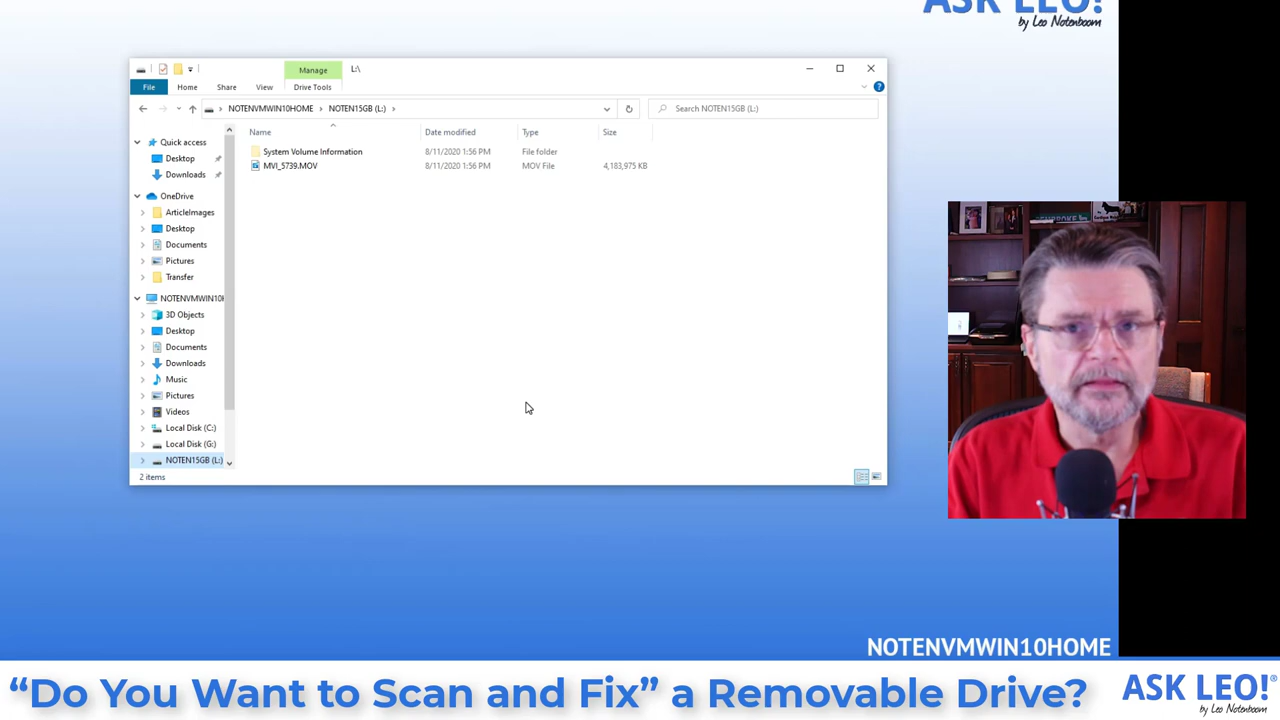 ASK LEO!
by Leo Notenboom
Manage
L:\
File
Home
Share
View
Drive Tools
NOTENVMWIN10HOME > NOTEN15GB (L:) >
Search NOTEN15GB (L:)
Name
Date modified
Type
Size
System Volume Information
8/11/2020 1:56 PM
File folder
MVI_5739.MOV
8/11/2020 1:56 PM
MOV File
4,183,975 KB
Quick access
Desktop
Downloads
OneDrive
ArticleImages
Desktop
Documents
Pictures
Transfer
NOTENVMWIN10H
3D Objects
Desktop
Documents
Downloads
Music
Pictures
Videos
Local Disk (C:)
Local Disk (G:)
NOTEN15GB (L:)
2 items
NOTENVMWIN10HOME
“Do You Want to Scan and Fix” a Removable Drive?
ASK LEO!®
by Leo Notenboom